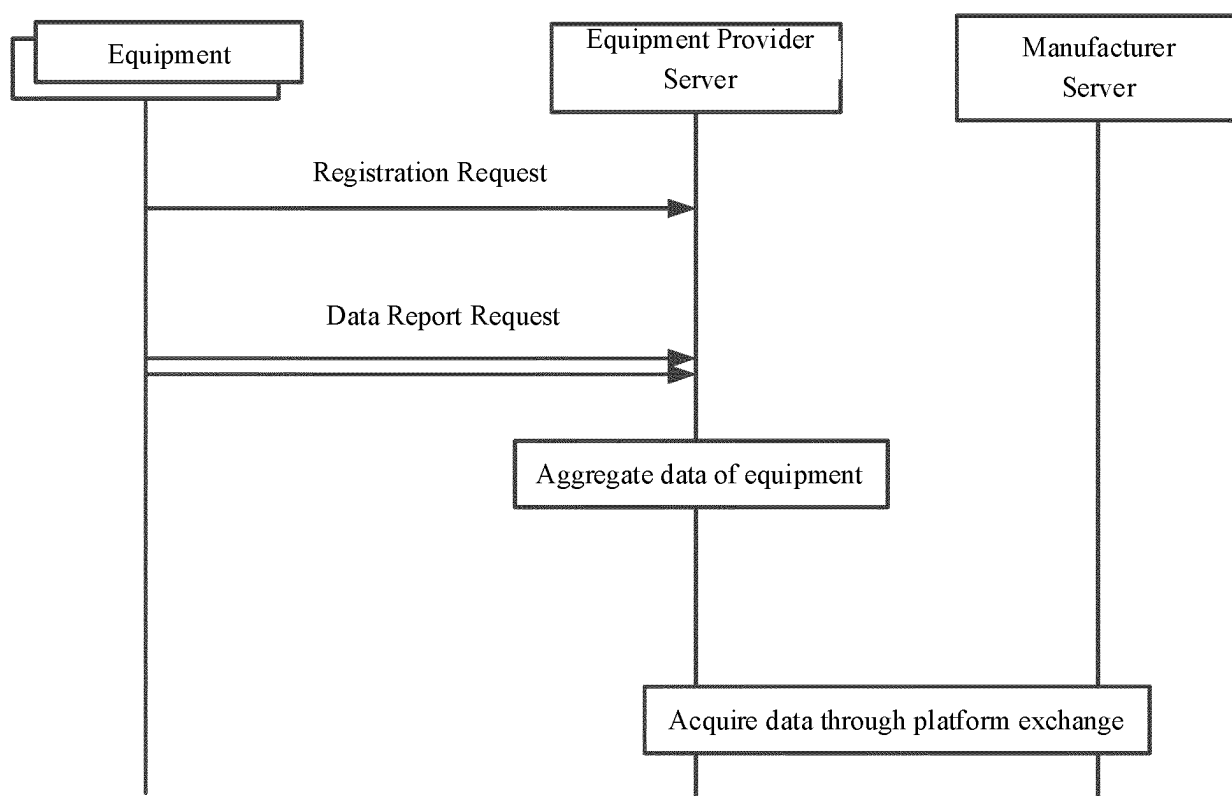 Equipment
Equipment Provider
Server
Manufacturer
Server
Registration Request
Data Report Request
Aggregate data of equipment
Acquire data through platform exchange